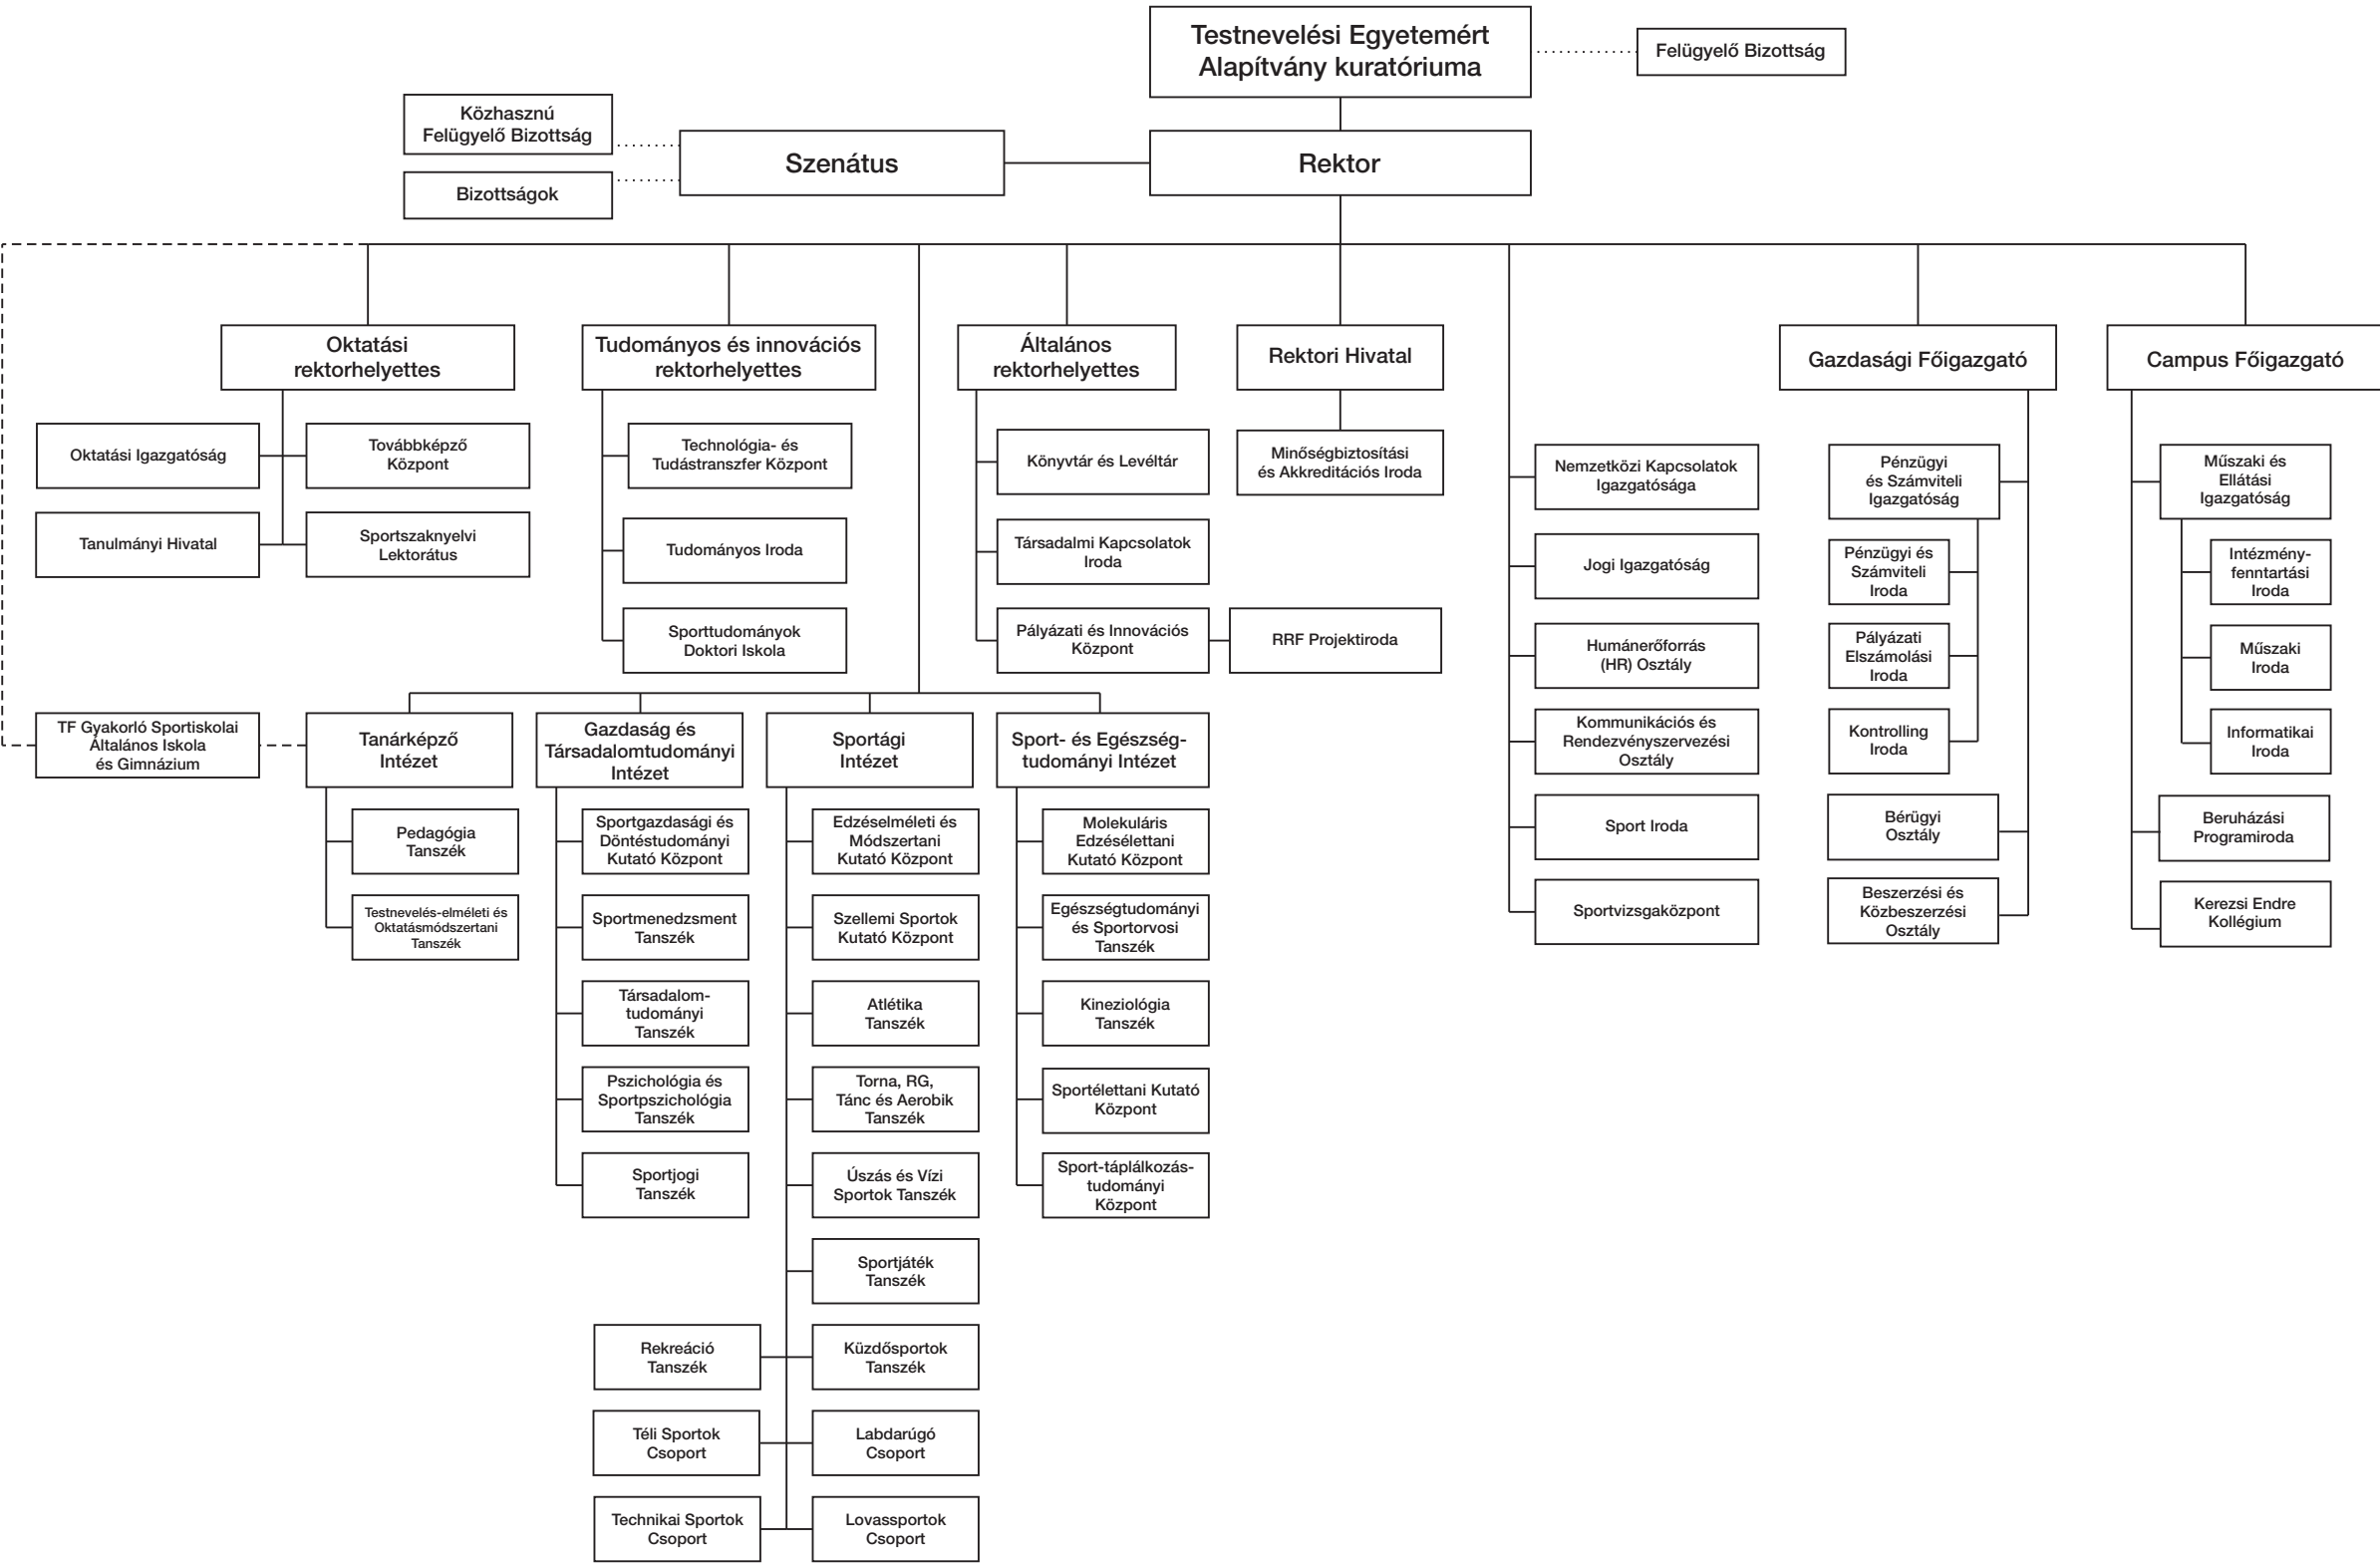 Testnevelési Egyetemért
Alapítvány kuratóriuma
Felügyelő Bizottság
Közhasznú
Felügyelő Bizottság
Bizottságok
Szenátus
Rektor
Oktatási
rektorhelyettes
Tudományos és innovációs
rektorhelyettes
Általános
rektorhelyettes
Rektori Hivatal
Gazdasági Főigazgató
Campus Főigazgató
Oktatási Igazgatóság
Továbbképző
Központ
Tanulmányi Hivatal
Sportszaknyelvi
Lektorátus
Technológia- és
Tudástranszfer Központ
Tudományos Iroda
Sporttudományok
Doktori Iskola
Könyvtár és Levéltár
Társadalmi Kapcsolatok
Iroda
Pályázati és Innovációs
Központ
RRF Projektiroda
Minőségbiztosítási
és Akkreditációs Iroda
Nemzetközi Kapcsolatok
Igazgatósága
Jogi Igazgatóság
Humánerőforrás
(HR) Osztály
Kommunikációs és
Rendezvényszervezési
Osztály
Sport Iroda
Sportvizsgaközpont
Pénzügyi
és Számviteli
Igazgatóság
Pénzügyi és
Számviteli
Iroda
Pályázati
Elszámolási
Iroda
Kontrolling
Iroda
Bérügyi
Osztály
Beszerzési és
Közbeszerzési
Osztály
Műszaki és
Ellátási
Igazgatóság
Intézmény-
fenntartási
Iroda
Műszaki
Iroda
Informatikai
Iroda
Beruházási
Programiroda
Kerezsi Endre
Kollégium
TF Gyakorló Sportiskolai
Általános Iskola
és Gimnázium
Tanárképző
Intézet
Pedagógia
Tanszék
Testnevelés-elméleti és
Oktatásmódszertani
Tanszék
Gazdaság és
Társadalomtudományi
Intézet
Sportgazdasági és
Döntéstudományi
Kutató Központ
Sportmenedzsment
Tanszék
Társadalom-
tudományi
Tanszék
Pszichológia és
Sportpszichológia
Tanszék
Sportjogi
Tanszék
Sportági
Intézet
Edzéselméleti és
Módszertani
Kutató Központ
Szellemi Sportok
Kutató Központ
Atlétika
Tanszék
Torna, RG,
Tánc és Aerobik
Tanszék
Úszás és Vízi
Sportok Tanszék
Sportjáték
Tanszék
Rekreáció
Tanszék
Küzdősportok
Tanszék
Téli Sportok
Csoport
Labdarúgó
Csoport
Technikai Sportok
Csoport
Lovassportok
Csoport
Sport- és Egészség-
tudományi Intézet
Molekuláris
Edzésélettani
Kutató Központ
Egészségtudományi
és Sportorvosi
Tanszék
Kineziológia
Tanszék
Sportélettani Kutató
Központ
Sport-táplálkozás-
tudományi
Központ